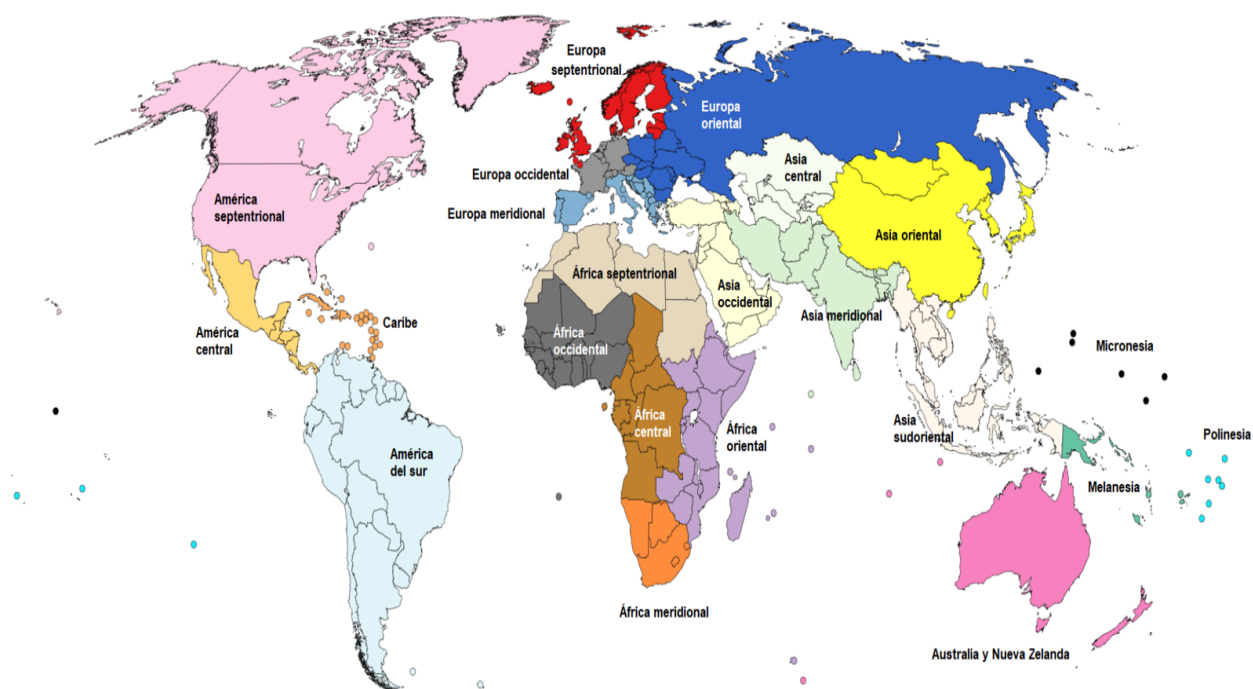 Europa
septentrional
Europa
oriental
Asia
central
Europa occidental
América
septentrional
Europa meridional
Asia oriental
África septentrional
Asia
occidental
Asia meridional
Caribe
América
central
África
occidental
Micronesia
África
central
África
oriental
Asia
sudoriental
Polinesia
América
del sur
Melanesia
África meridional
Australia y Nueva Zelanda